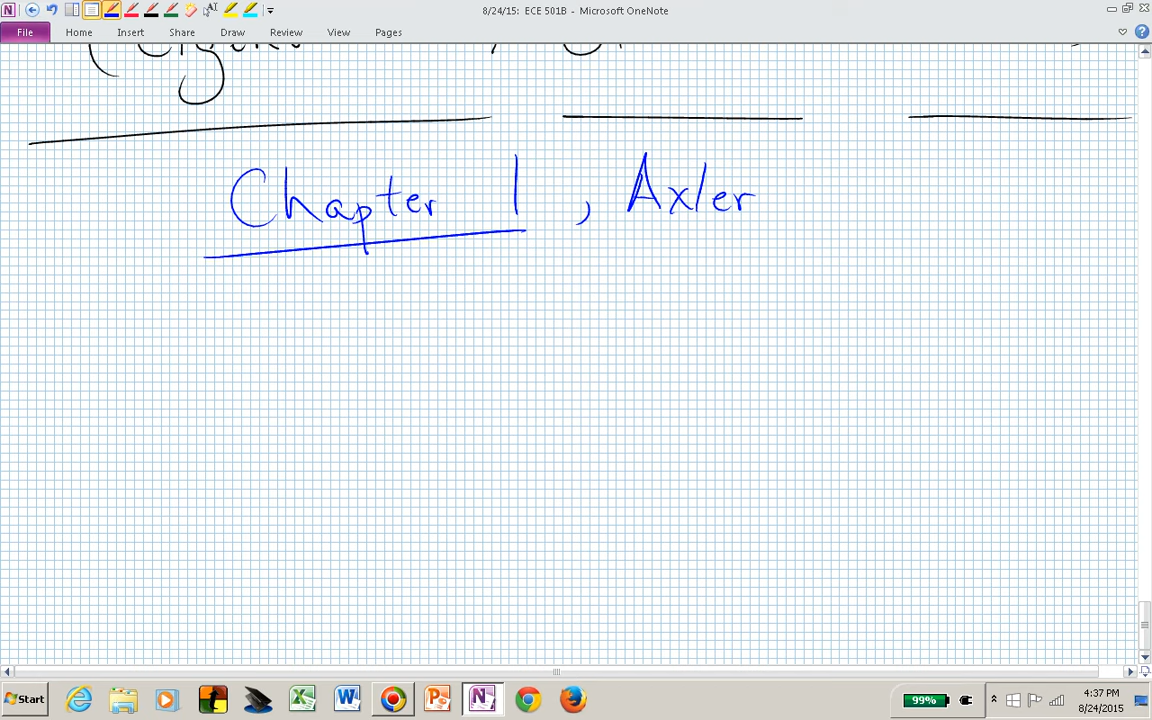 8/24/15: ECE 501B - Microsoft OneNote
File Home Insert Share Draw Review View Pages
Chapter 1, Axler
Start
99%
4:37 PM
8/24/2015